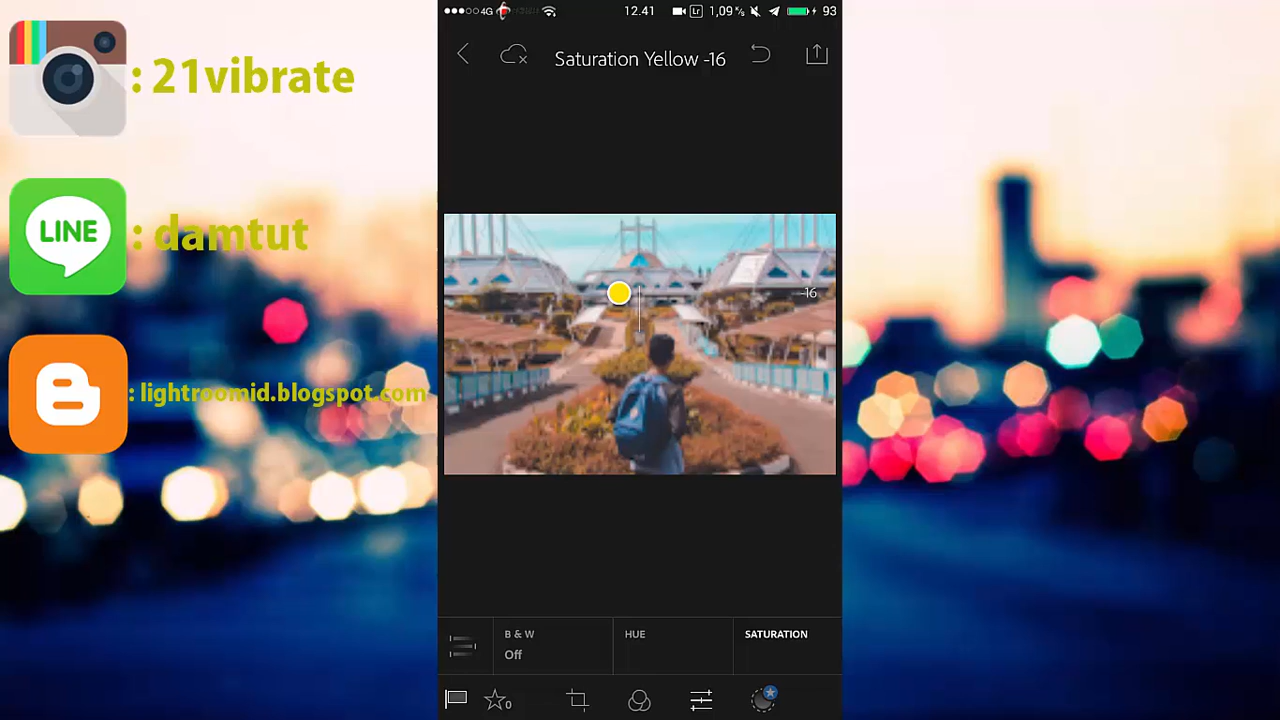 : 21vibrate
LINE
: damtut
: lightroomid.blogspot.com
4G
12.41
Lr
1,09 K/s
93
Saturation Yellow -16
-16
B & W
Off
HUE
SATURATION
0